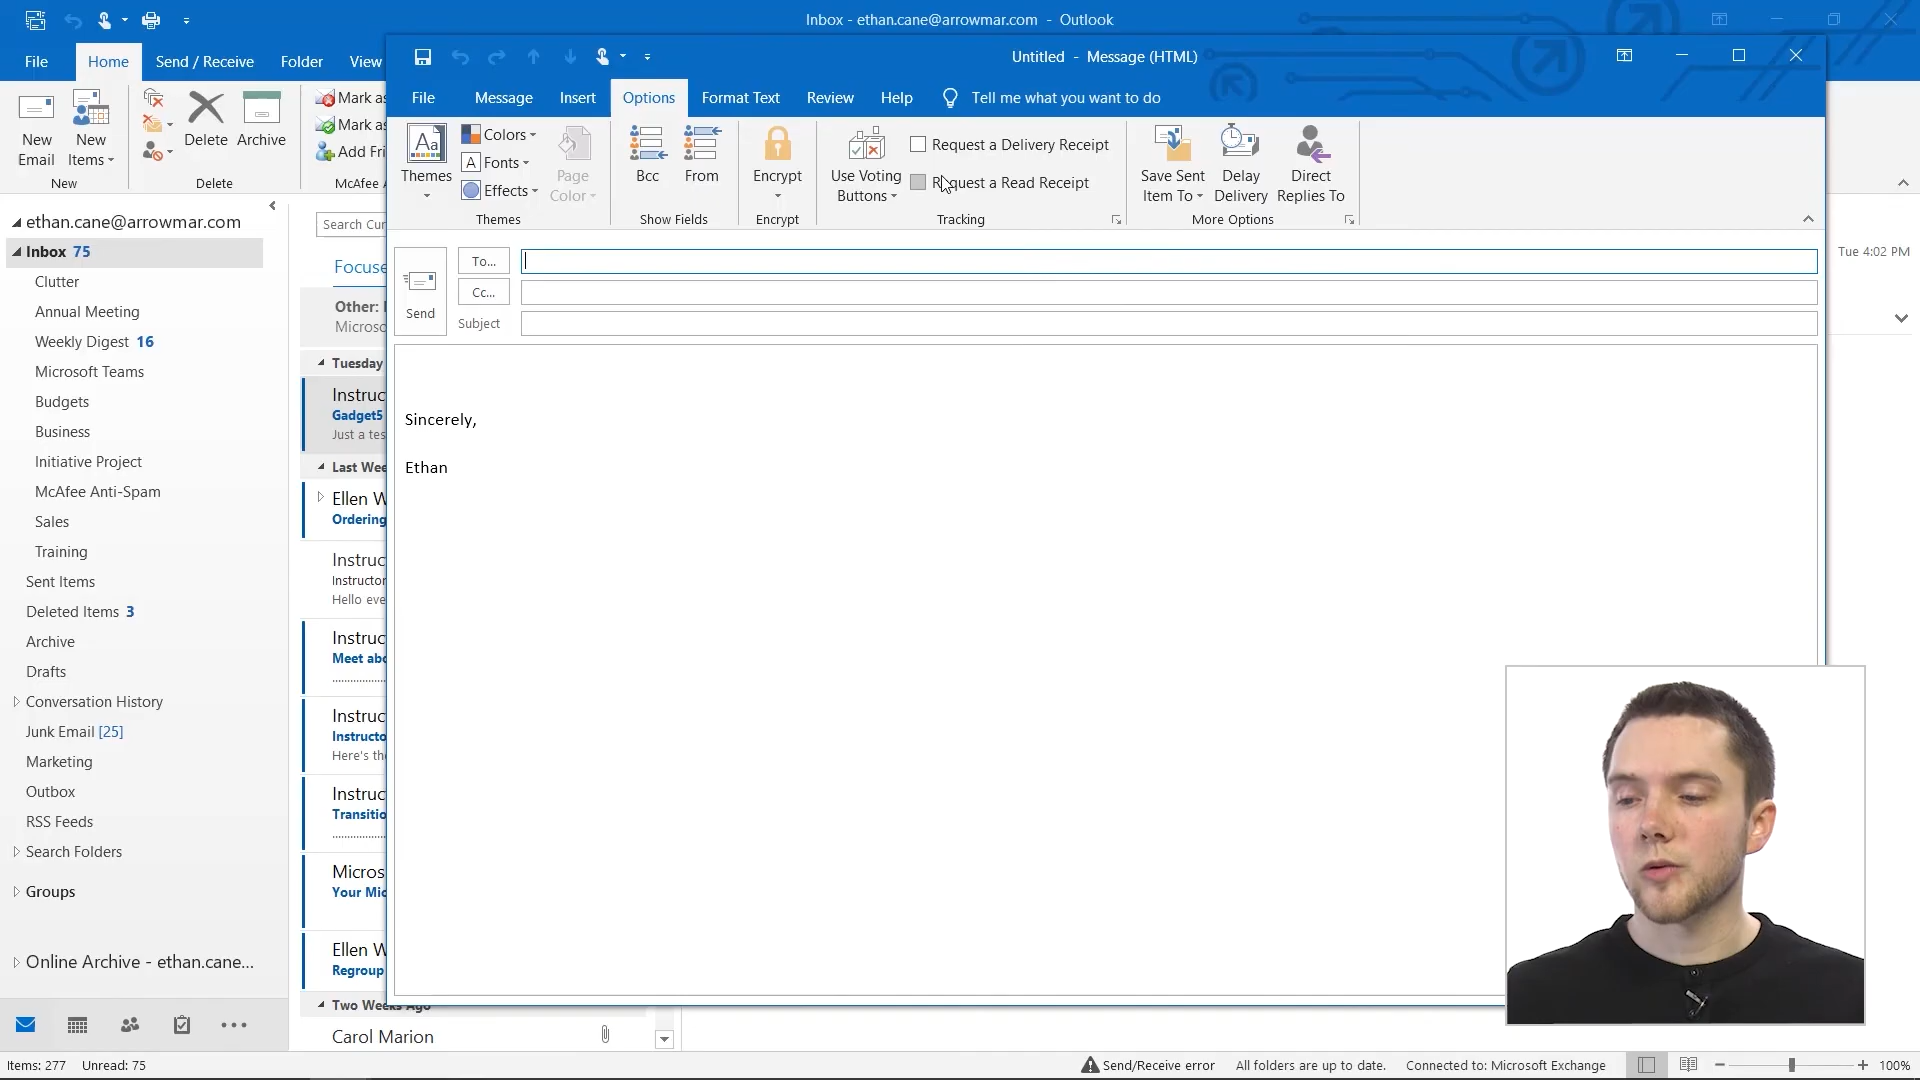 Inbox - ethan.cane@arrowmar.com - Outlook
File
Home
Send / Receive
Folder
View
New Email
New Items
New
Delete
Archive
Delete
Mark as
Mark as
Add Fri
McAfee A
Untitled - Message (HTML)
File
Message
Insert
Options
Format Text
Review
Help
Tell me what you want to do
Aa
Themes
Colors
A Fonts
Effects
Themes
Page Color
Bcc
From
Show Fields
Encrypt
Encrypt
Use Voting Buttons
Request a Delivery Receipt
Request a Read Receipt
Tracking
Save Sent Item To
Delay Delivery
Direct Replies To
More Options
ethan.cane@arrowmar.com
Inbox 75
Clutter
Annual Meeting
Weekly Digest 16
Microsoft Teams
Budgets
Business
Initiative Project
McAfee Anti-Spam
Sales
Training
Sent Items
Deleted Items 3
Archive
Drafts
Conversation History
Junk Email [25]
Marketing
Outbox
RSS Feeds
Search Folders
Groups
Online Archive - ethan.cane...
Search Cur
Focuse
Other:
Microso
Tuesday
Instruc
Gadget5
Just a tes
Last Wee
Ellen W
Ordering
Instruc
Instructor
Hello eve
Instruc
Meet abo
Instruc
Instructo
Here's the
Instruc
Transitio
Micros
Your Mic
Ellen W
Regroup
Two Weeks Ago
Carol Marion
Send
To...
Cc...
Subject
Sincerely,
Ethan
Tue 4:02 PM
Items: 277
Unread: 75
Send/Receive error
All folders are up to date.
Connected to: Microsoft Exchange
100%